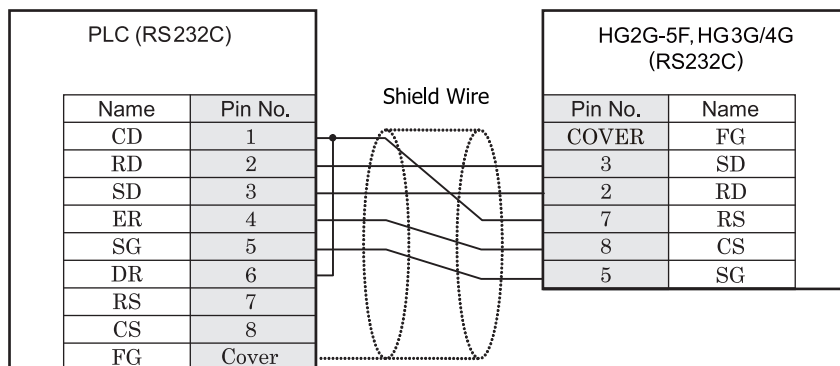 PLC (RS232C)
Name Pin No.
CD 1
RD 2
SD 3
ER 4
SG 5
DR 6
RS 7
CS 8
FG Cover
Shield Wire
HG2G-5F, HG3G/4G
(RS232C)
Pin No. Name
COVER FG
3 SD
2 RD
7 RS
8 CS
5 SG